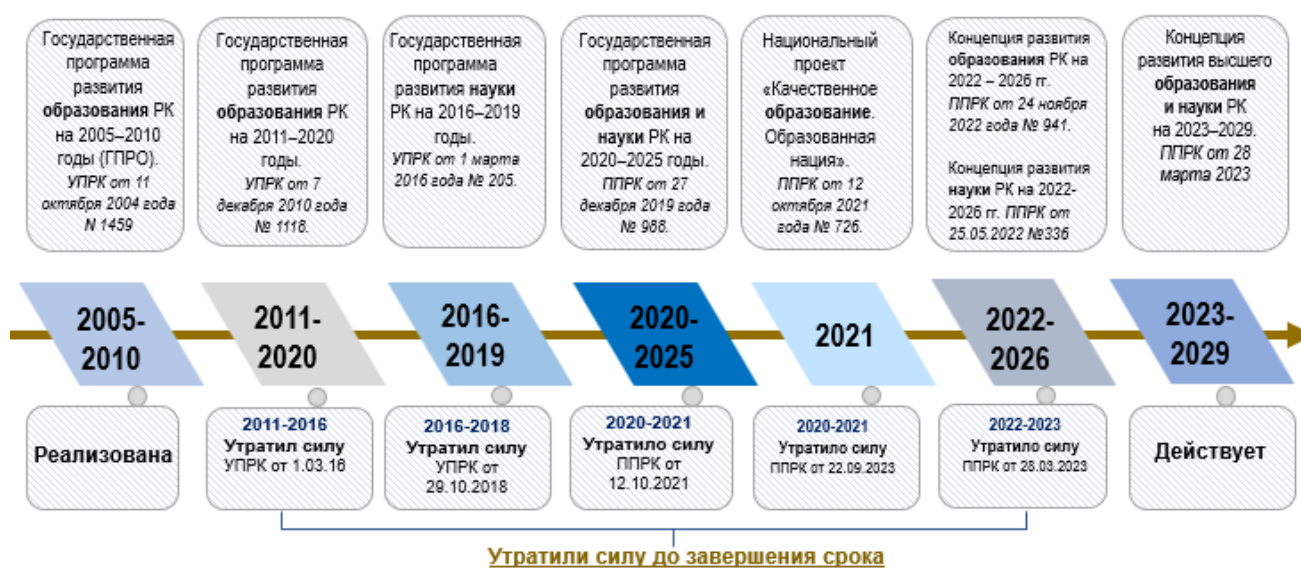 Государственная
программа
развития
образования РК
на 2005–2010
годы (ГПРО).
УПРК от 11
октября 2004 года
N 1459
Государственная
программа
развития
образования РК
на 2011–2020
годы.
УПРК от 7
декабря 2010 года
№ 1118.
Государственная
программа
развития науки
РК на 2016–2019
годы.
УПРК от 1 марта
2016 года № 205.
Государственная
программа
развития
образования и
науки РК на
2020–2025 годы.
ППРК от 27
декабря 2019 года
№ 988.
Национальный
проект
«Качественное
образование.
Образованная
нация».
ППРК от 12
октября 2021
года № 726.
Концепция развития
образования РК на
2022 – 2026 гг.
ППРК от 24 ноября
2022 года № 941.
Концепция развития
науки РК на 2022-
2026 гг. ППРК от
25.05.2022 №336
Концепция
развития высшего
образования
и науки РК
на 2023–2029.
ППРК от 28
марта 2023
2005-
2010
2011-
2020
2016-
2019
2020-
2025
2021
2022-
2026
2023-
2029
Реализована
2011-2016
Утратил силу
УПРК от 1.03.16
2016-2018
Утратил силу
УПРК от
29.10.2018
2020-2021
Утратило силу
ППРК от
12.10.2021
2020-2021
Утратило силу
ППРК от 22.09.2023
2022-2023
Утратило силу
ППРК от 28.03.2023
Действует
Утратили силу до завершения срока